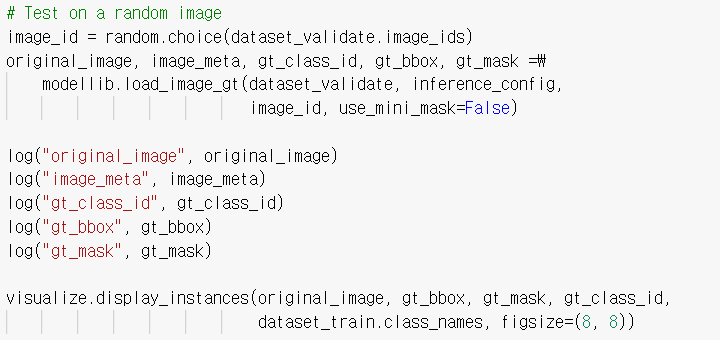 # Test on a random image
image_id = random.choice(dataset_validate.image_ids)
original_image, image_meta, gt_class_id, gt_bbox, gt_mask =₩
    modellib.load_image_gt(dataset_validate, inference_config,
                           image_id, use_mini_mask=False)

log("original_image", original_image)
log("image_meta", image_meta)
log("gt_class_id", gt_class_id)
log("gt_bbox", gt_bbox)
log("gt_mask", gt_mask)

visualize.display_instances(original_image, gt_bbox, gt_mask, gt_class_id,
                            dataset_train.class_names, figsize=(8, 8))